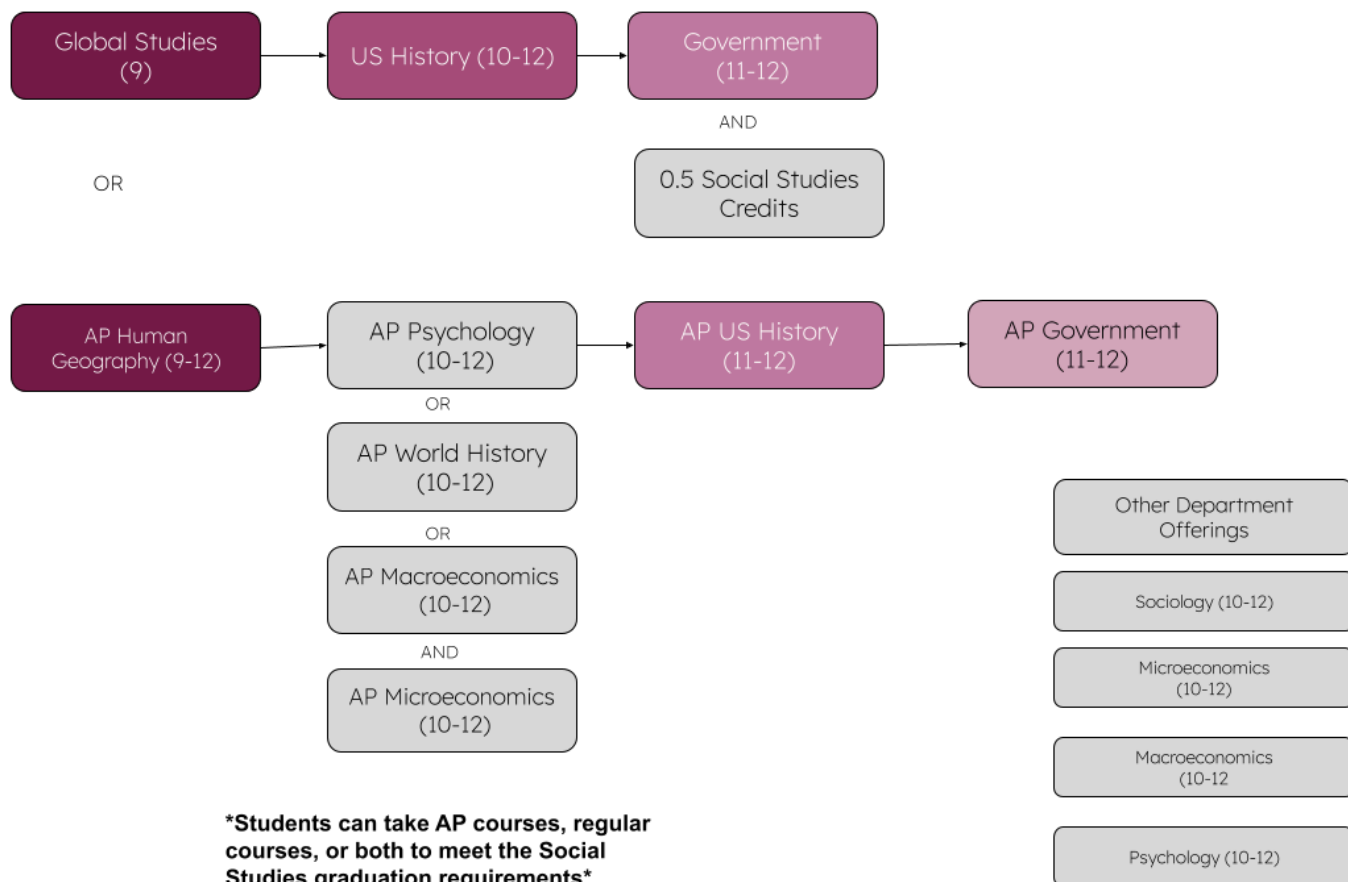 Global Studies
(9)
US History (10-12)
Government
(11-12)
AND
OR
0.5 Social Studies
Credits
AP Human
Geography (9-12)
AP Psychology
(10-12)
AP US History
(11-12)
AP Government
(11-12)
OR
AP World History
(10-12)
OR
AP Macroeconomics
(10-12)
AND
AP Microeconomics
(10-12)
Other Department
Offerings
Sociology (10-12)
Microeconomics
(10-12)
Macroeconomics
(10-12
Psychology (10-12)
*Students can take AP courses, regular
courses, or both to meet the Social
Studies graduation requirements*